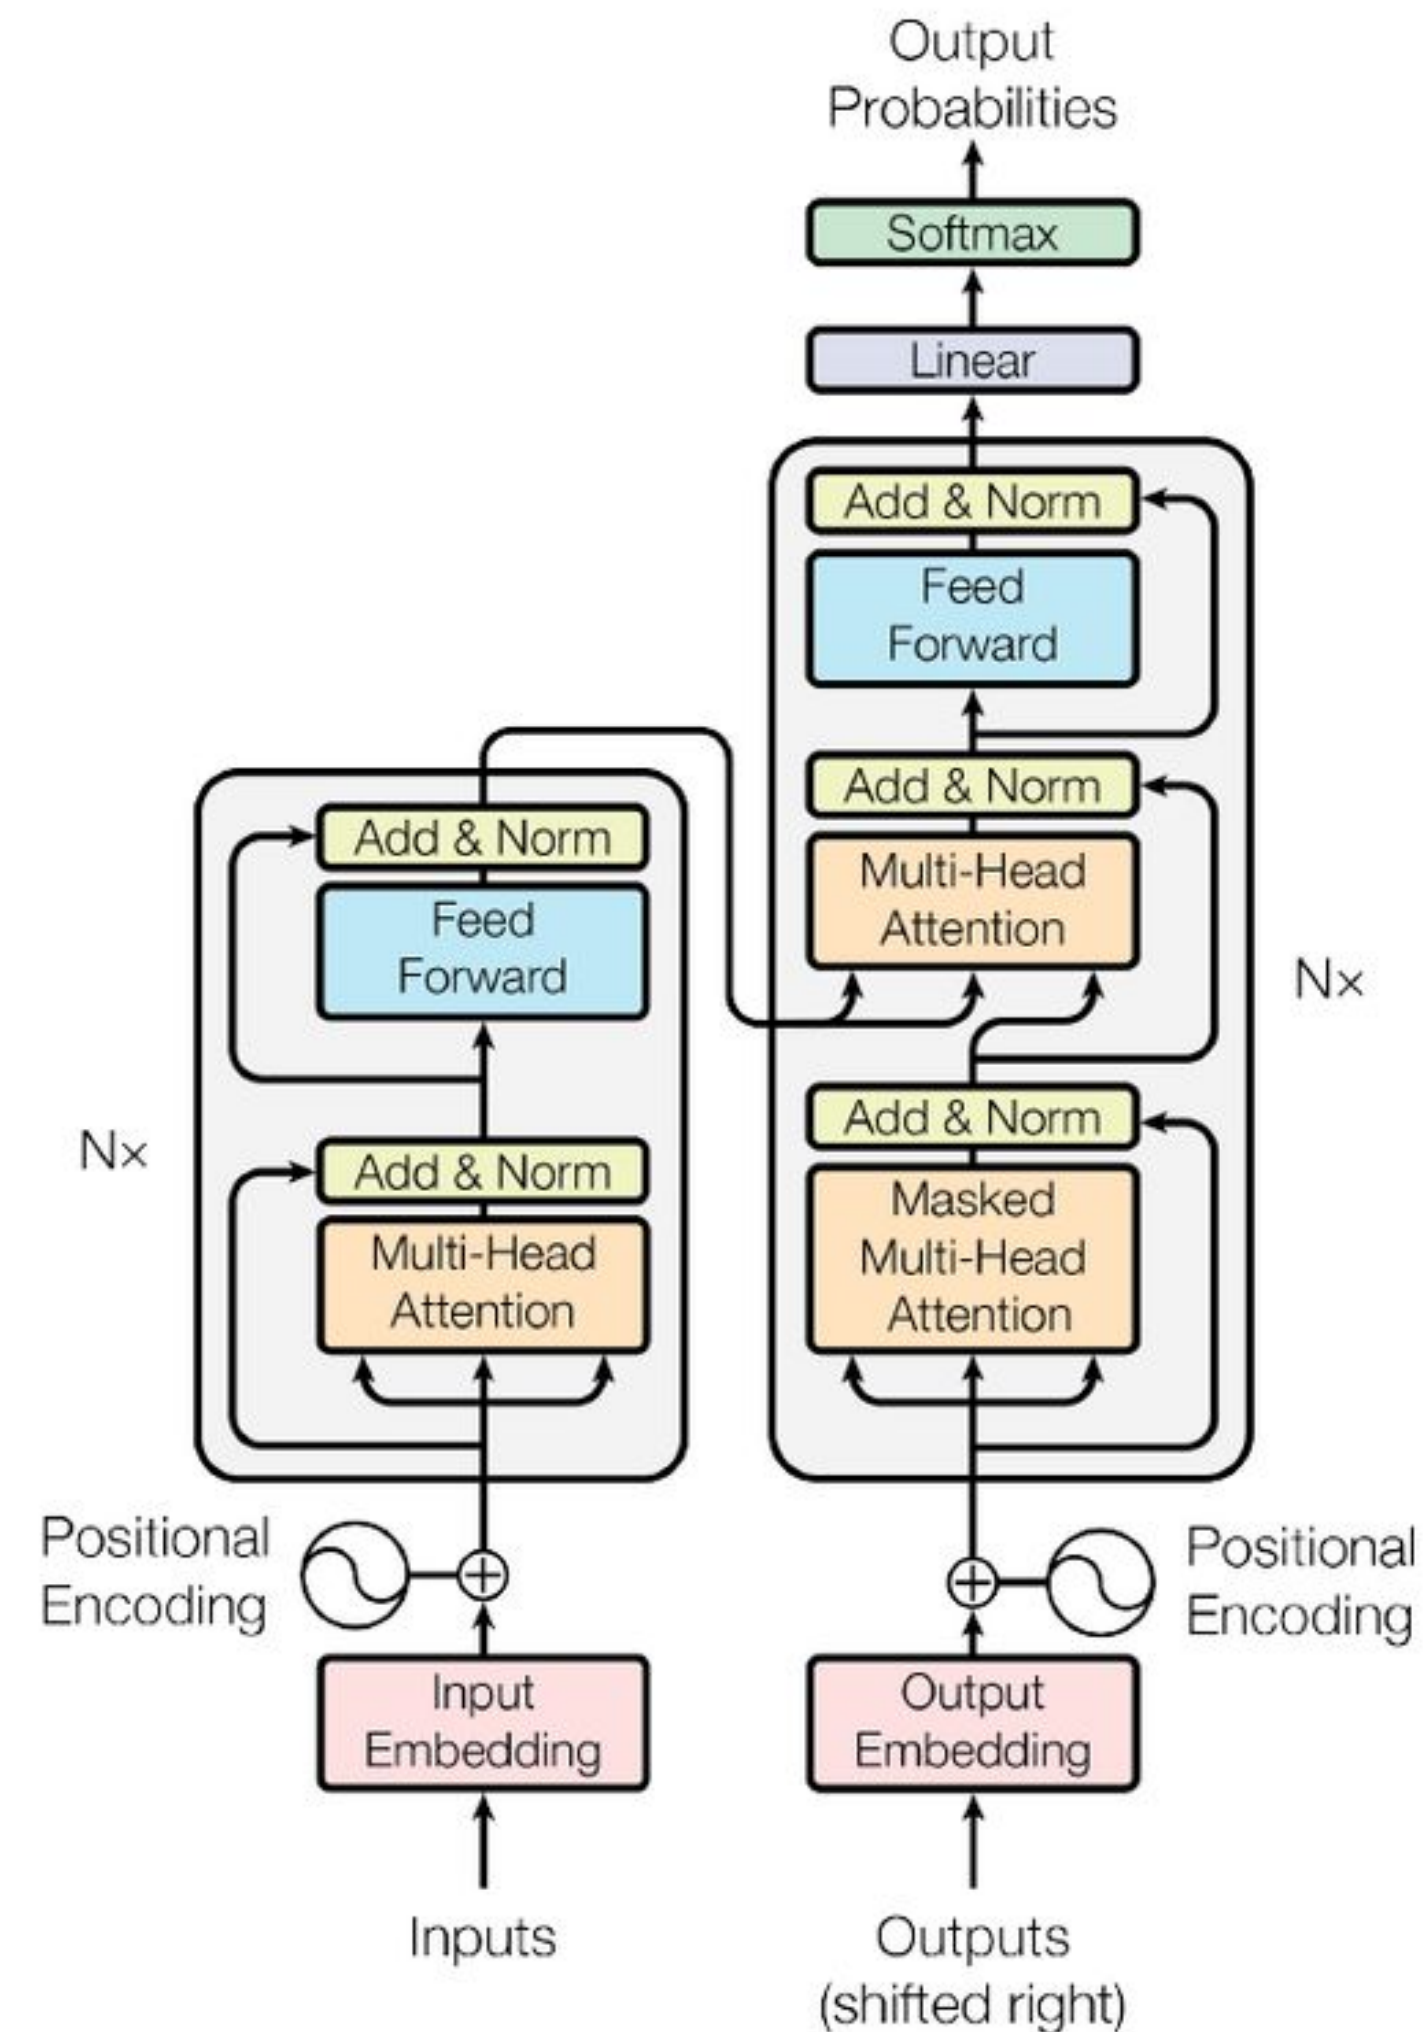 Output
Probabilities
Softmax
Linear
Add & Norm
Feed
Forward
Add & Norm
Multi-Head
Attention
Nx
Add & Norm
Masked
Multi-Head
Attention
Add & Norm
Feed
Forward
Nx
Add & Norm
Multi-Head
Attention
Positional
Encoding
Positional
Encoding
Input
Embedding
Output
Embedding
Inputs
Outputs
(shifted right)